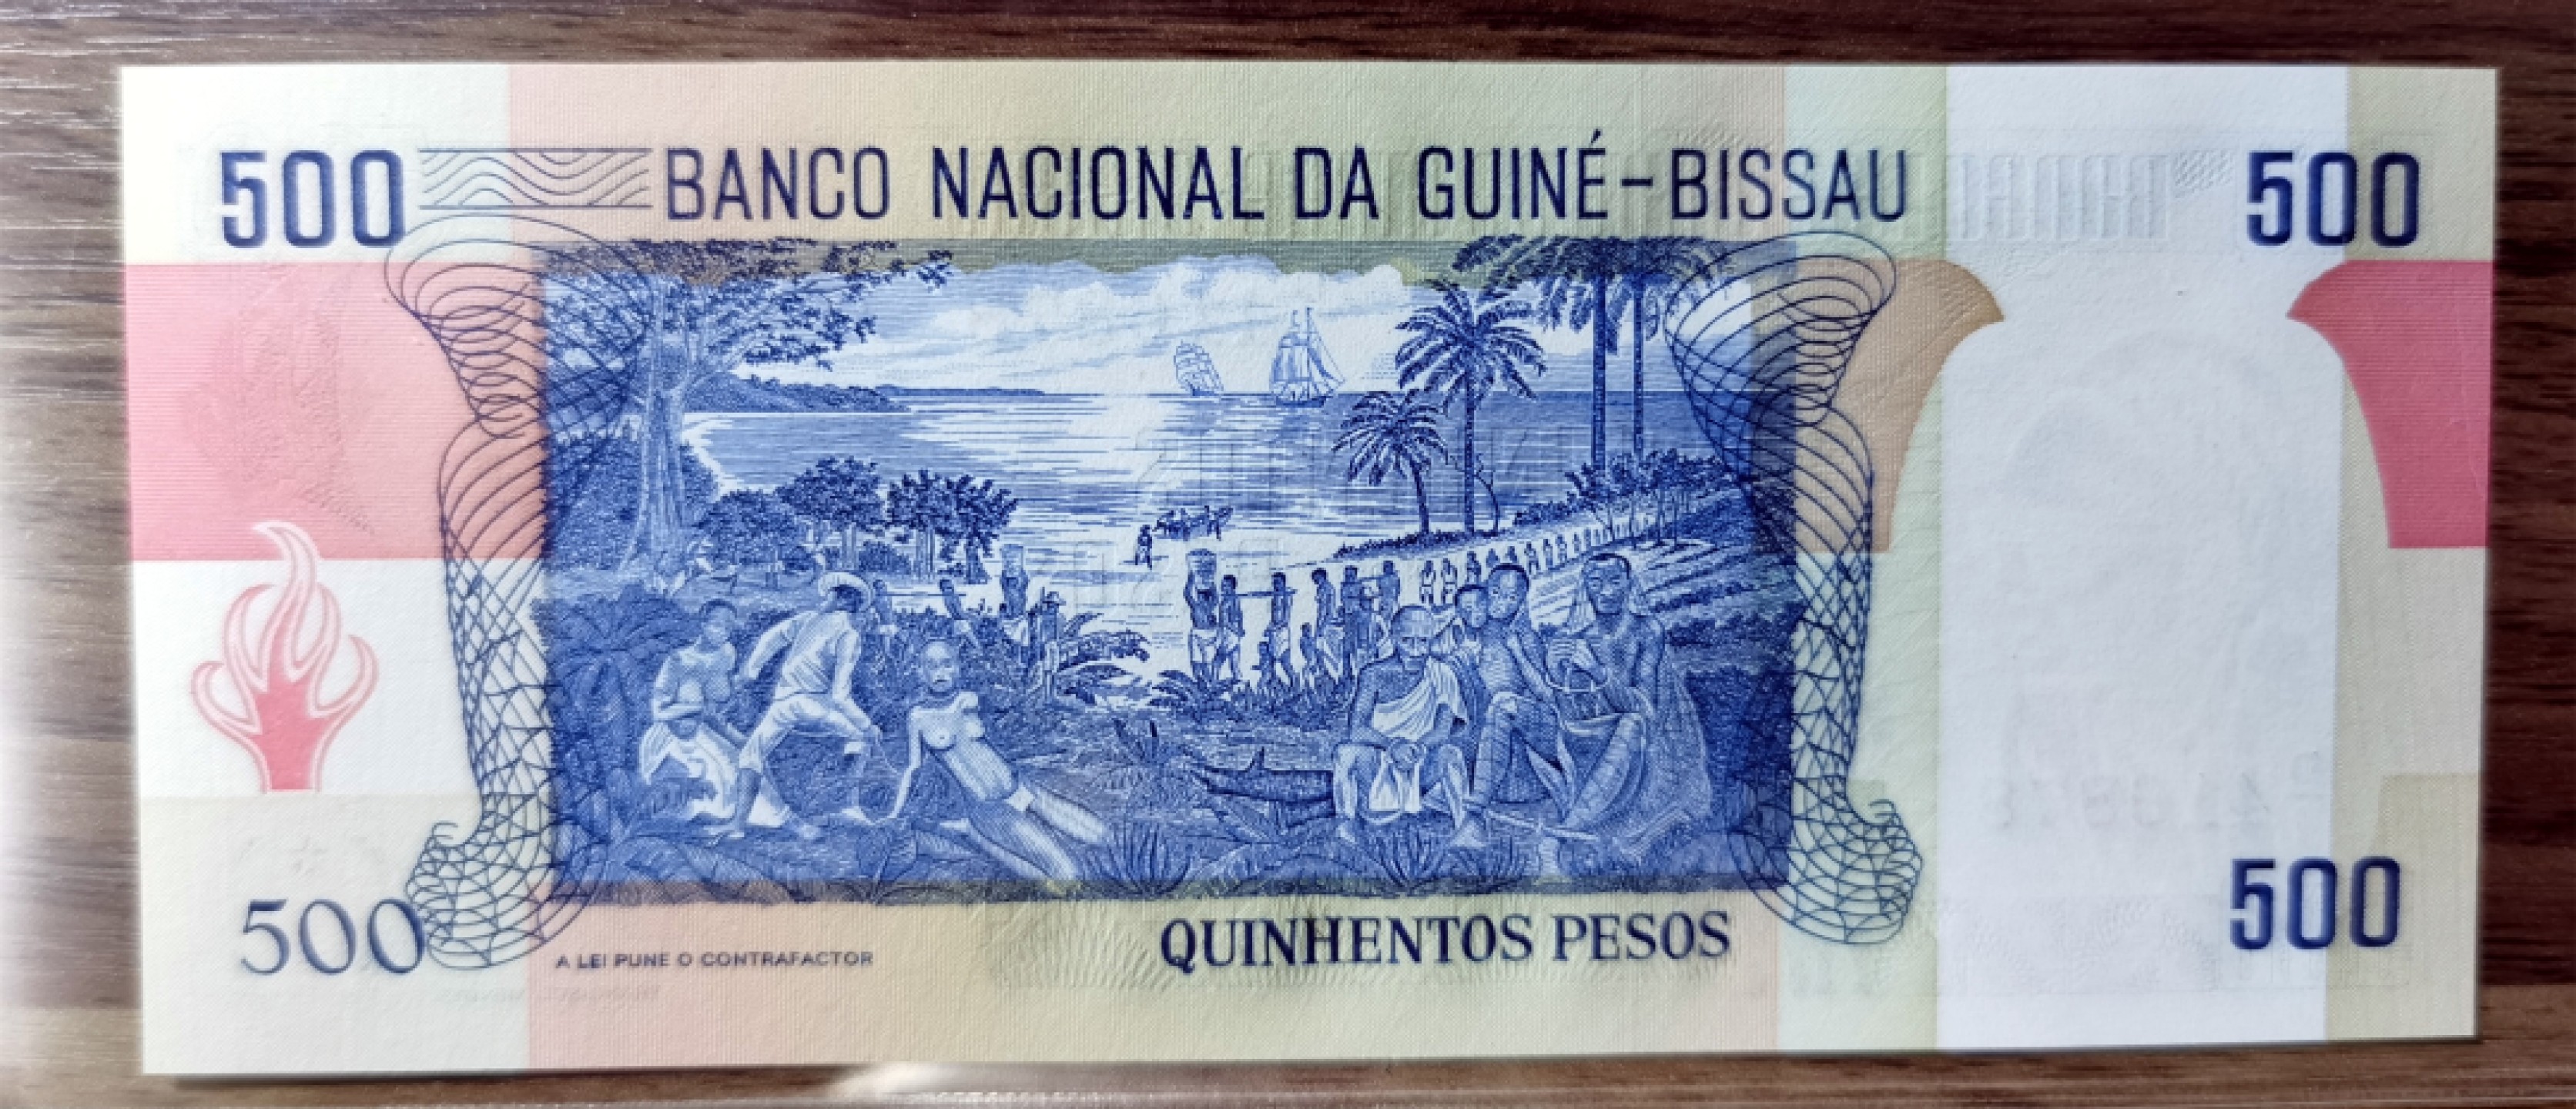 500 BANCO NACIONAL DA GUINÉ-BISSAU 500
500 A LEI PUNE O CONTRAFACTOR QUINHENTOS PESOS 500